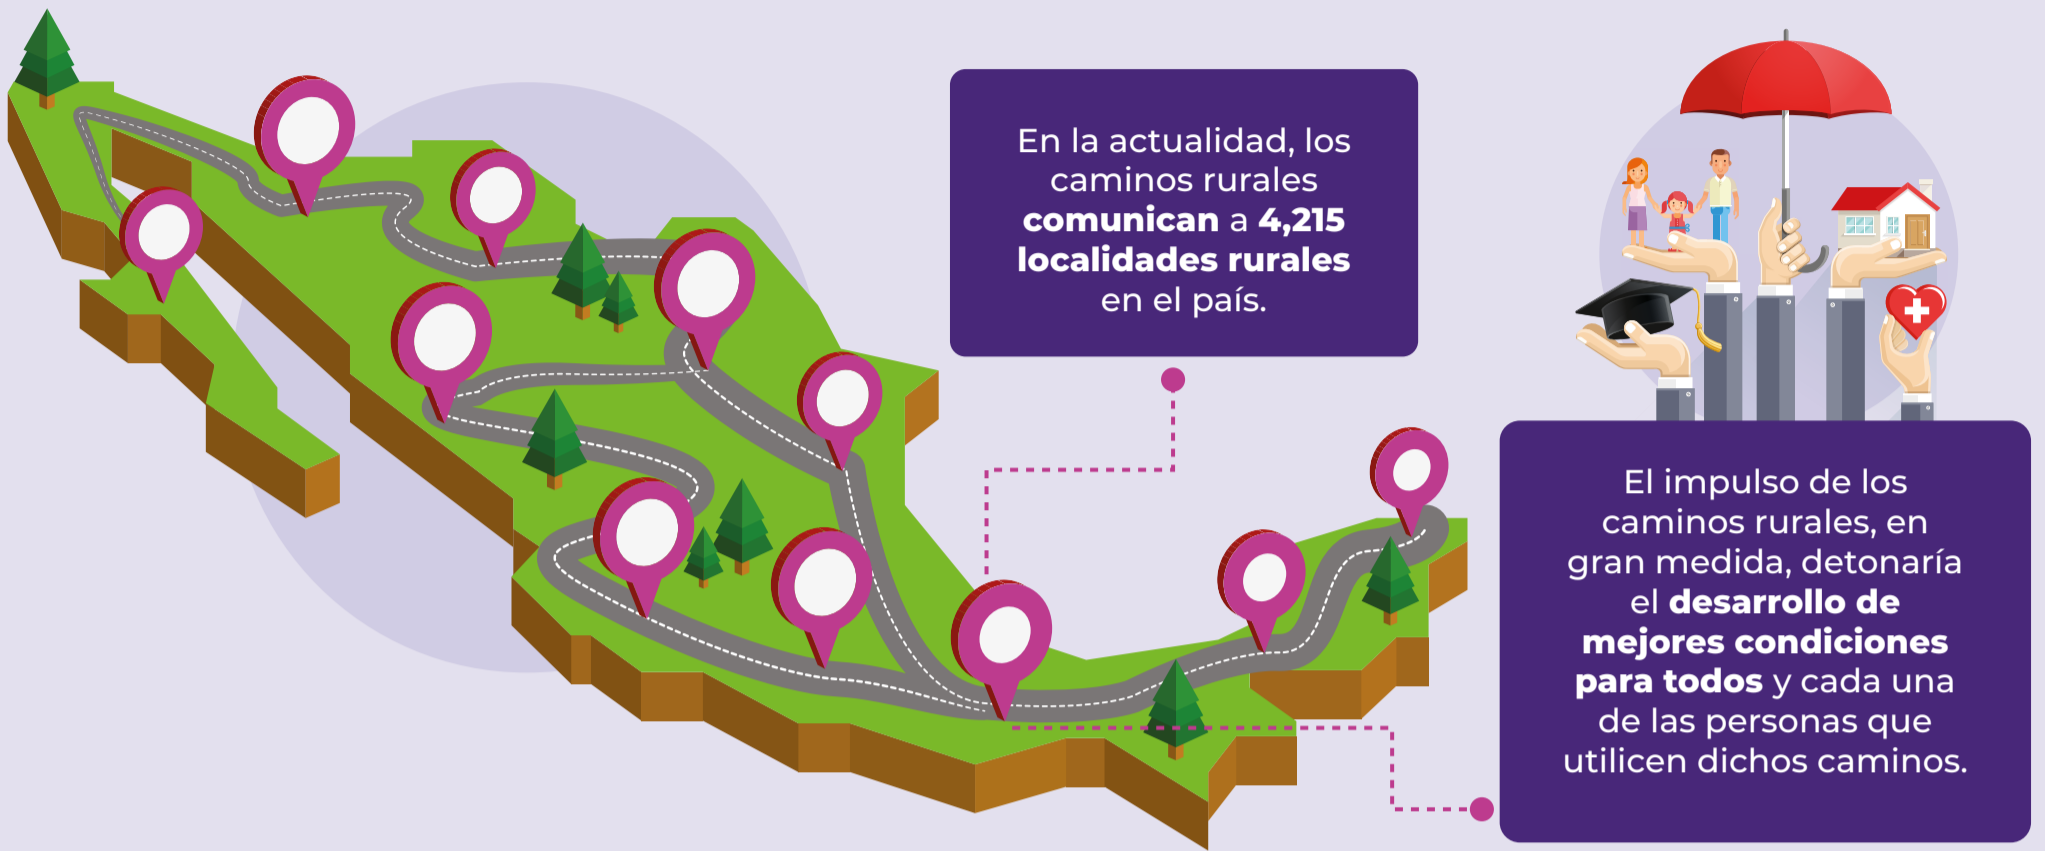 En la actualidad, los
caminos rurales
comunican a 4,215
localidades rurales
en el país.
El impulso de los
caminos rurales, en
gran medida, detonaría
el desarrollo de
mejores condiciones
para todos y cada una
de las personas que
utilicen dichos caminos.